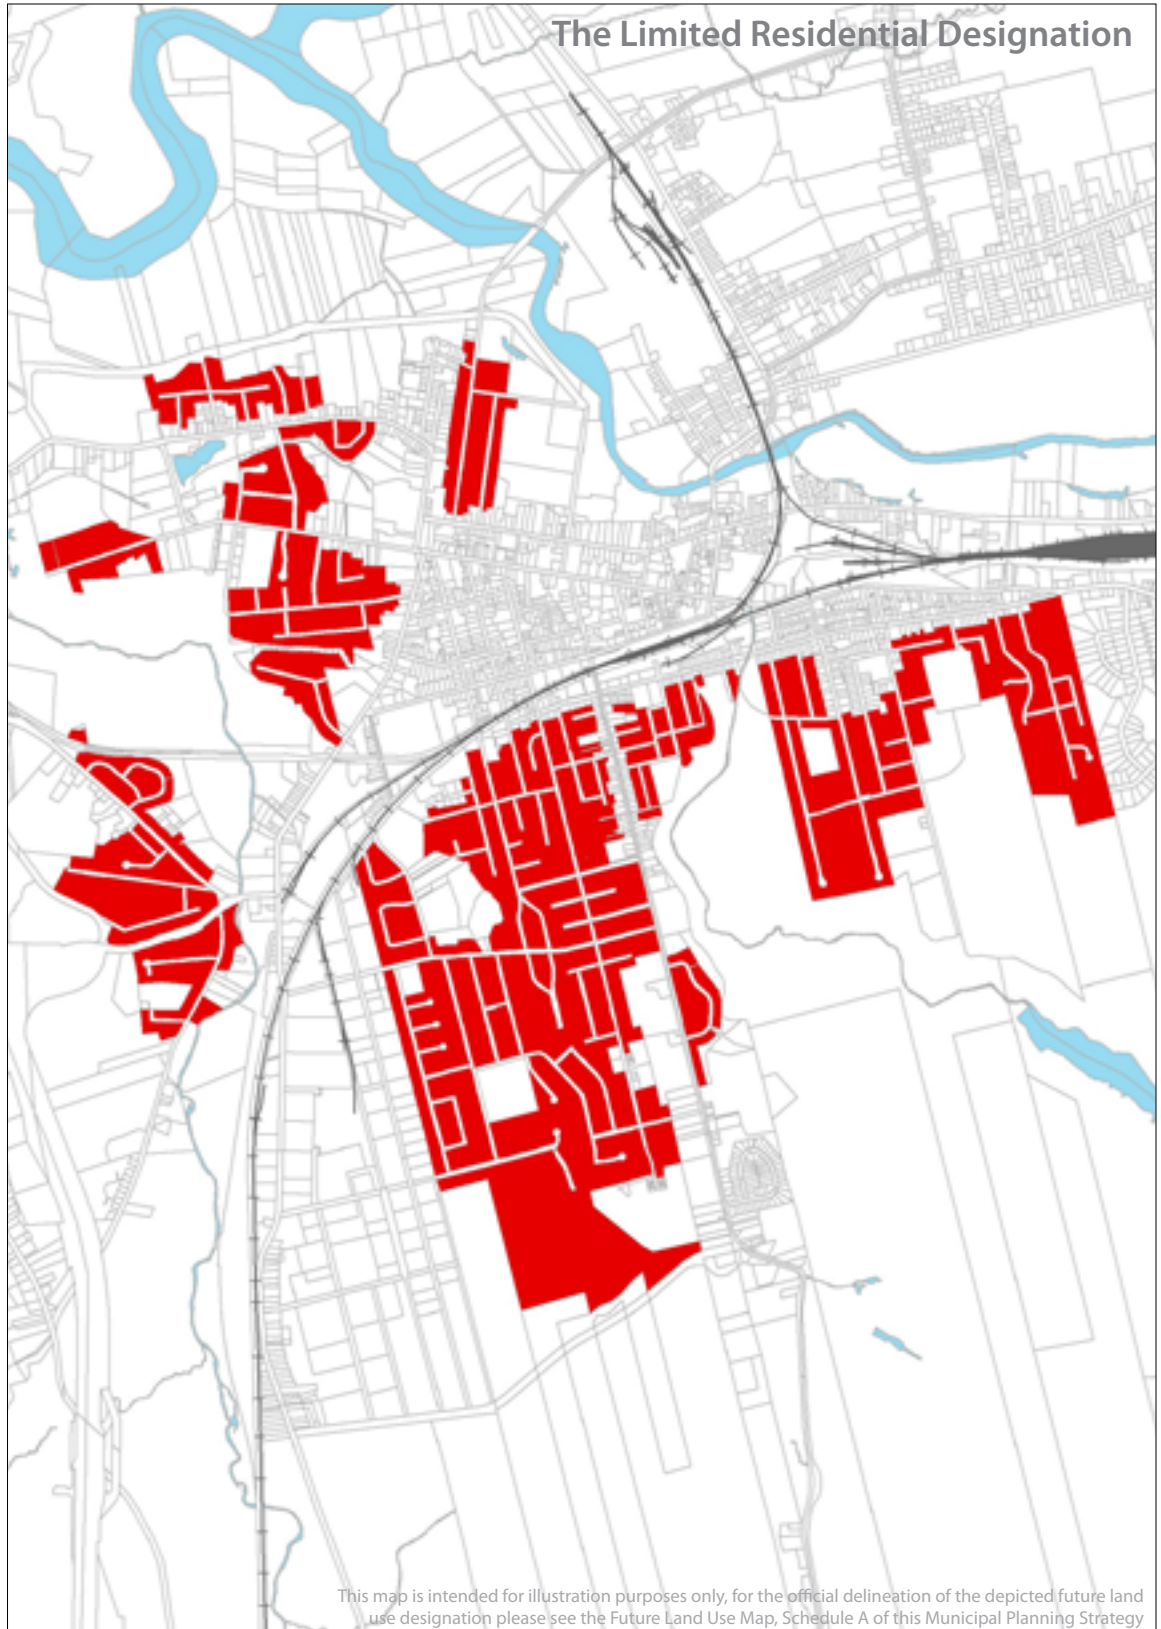 The Limited Residential Designation
This map is intended for illustration purposes only, for the official delineation of the depicted future land
use designation please see the Future Land Use Map, Schedule A of this Municipal Planning Strategy